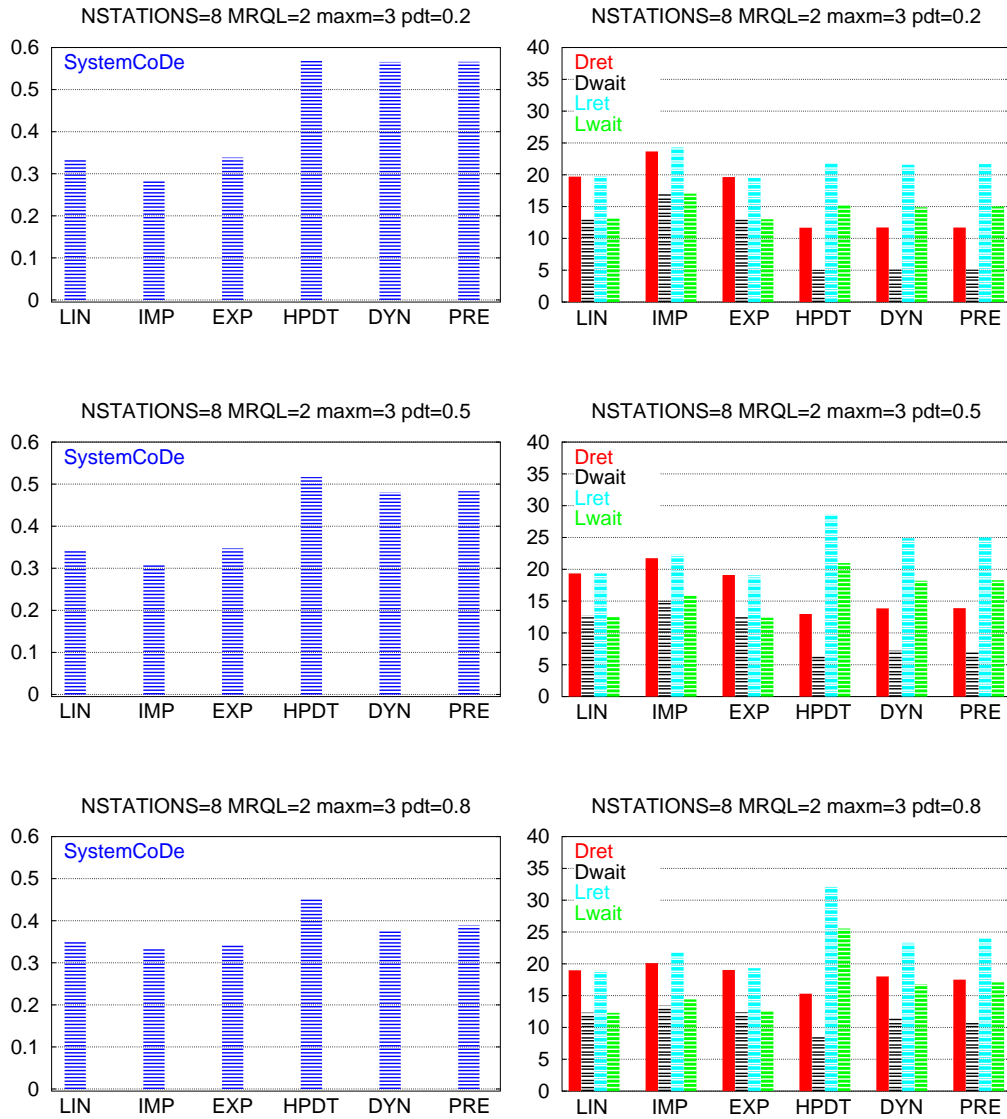 NSTATIONS=8 MRQL=2 maxm=3 pdt=0.2
0.6
0.5
0.4
0.3
0.2
0.1
0
SystemCoDe
LIN IMP EXP HPDT DYN PRE
NSTATIONS=8 MRQL=2 maxm=3 pdt=0.2
40
35
30
25
20
15
10
5
0
Dret
Dwait
Lret
Lwait
LIN IMP EXP HPDT DYN PRE
NSTATIONS=8 MRQL=2 maxm=3 pdt=0.5
0.6
0.5
0.4
0.3
0.2
0.1
0
SystemCoDe
LIN IMP EXP HPDT DYN PRE
NSTATIONS=8 MRQL=2 maxm=3 pdt=0.5
40
35
30
25
20
15
10
5
0
Dret
Dwait
Lret
Lwait
LIN IMP EXP HPDT DYN PRE
NSTATIONS=8 MRQL=2 maxm=3 pdt=0.8
0.6
0.5
0.4
0.3
0.2
0.1
0
SystemCoDe
LIN IMP EXP HPDT DYN PRE
NSTATIONS=8 MRQL=2 maxm=3 pdt=0.8
40
35
30
25
20
15
10
5
0
Dret
Dwait
Lret
Lwait
LIN IMP EXP HPDT DYN PRE